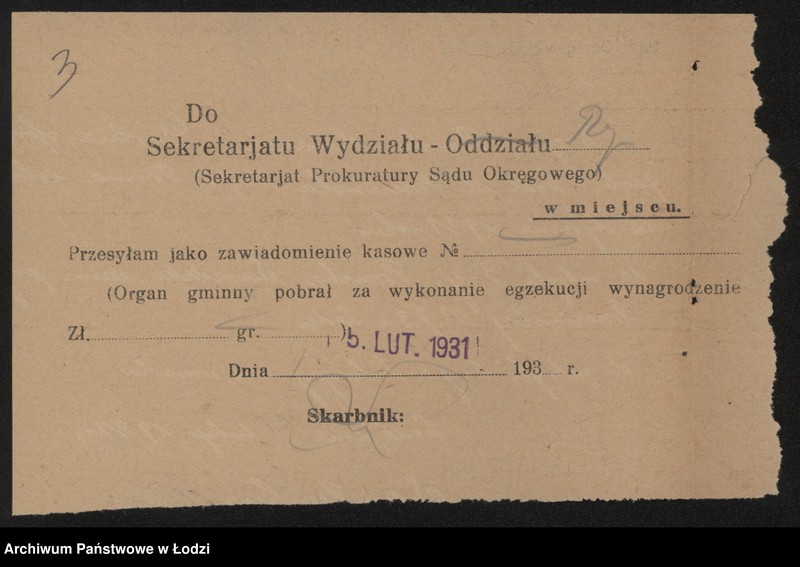 3
Do
Sekretarjatu Wydziału - Oddziału
(Sekretarjat Prokuratury Sądu Okręgowego)
w miejscu.
Przesyłam jako zawiadomienie kasowe №
(Organ gminny pobrał za wykonanie egzekucji wynagrodzenie
Zł. gr. )
5. LUT. 1931
Dnia 193 r.
Skarbnik:
Archiwum Państwowe w Łodzi